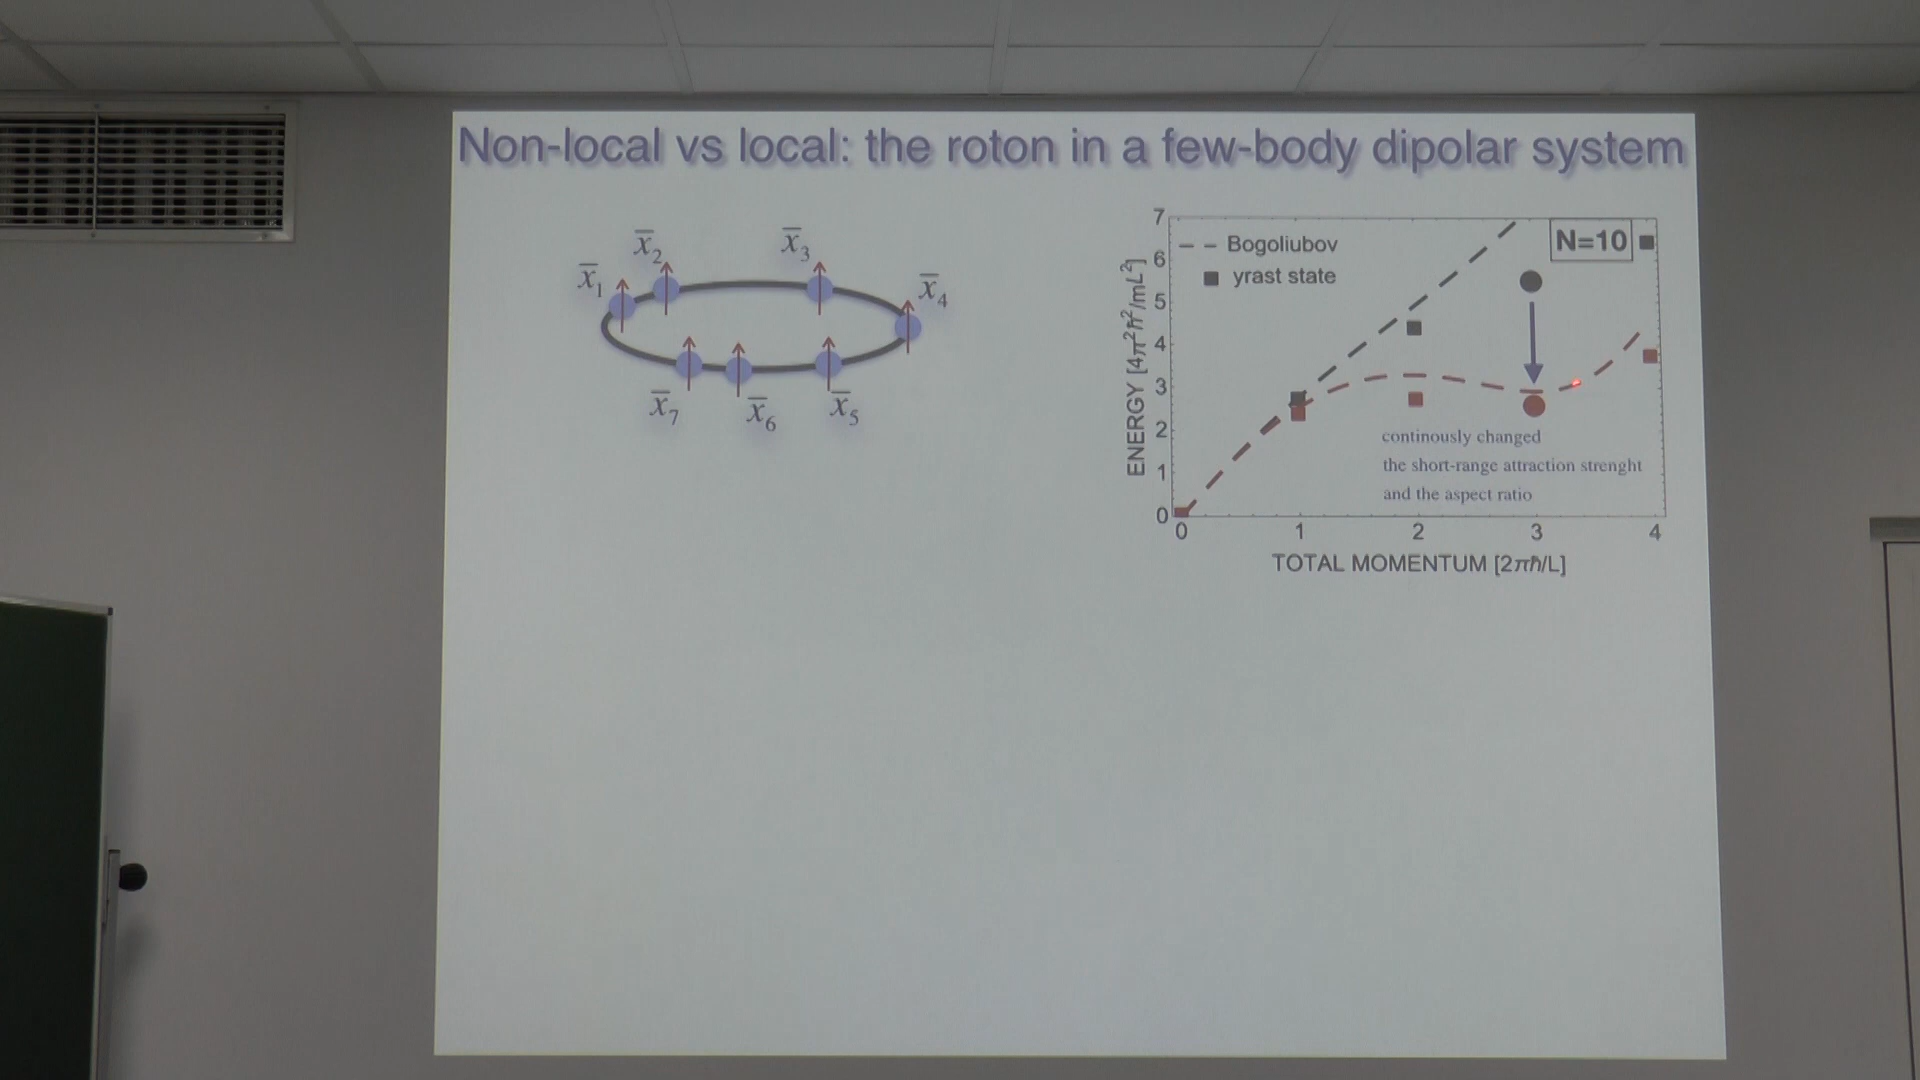 Non-local vs local: the roton in a few-body dipolar system
x̄₁
x̄₂
x̄₃
x̄₄
x̄₇
x̄₆
x̄₅
ENERGY [4π²ħ²/mL²]
7
6
5
4
3
2
1
0
Bogoliubov
yrast state
N=10
continously changed
the short-range attraction strenght
and the aspect ratio
0 1 2 3 4
TOTAL MOMENTUM [2πħ/L]